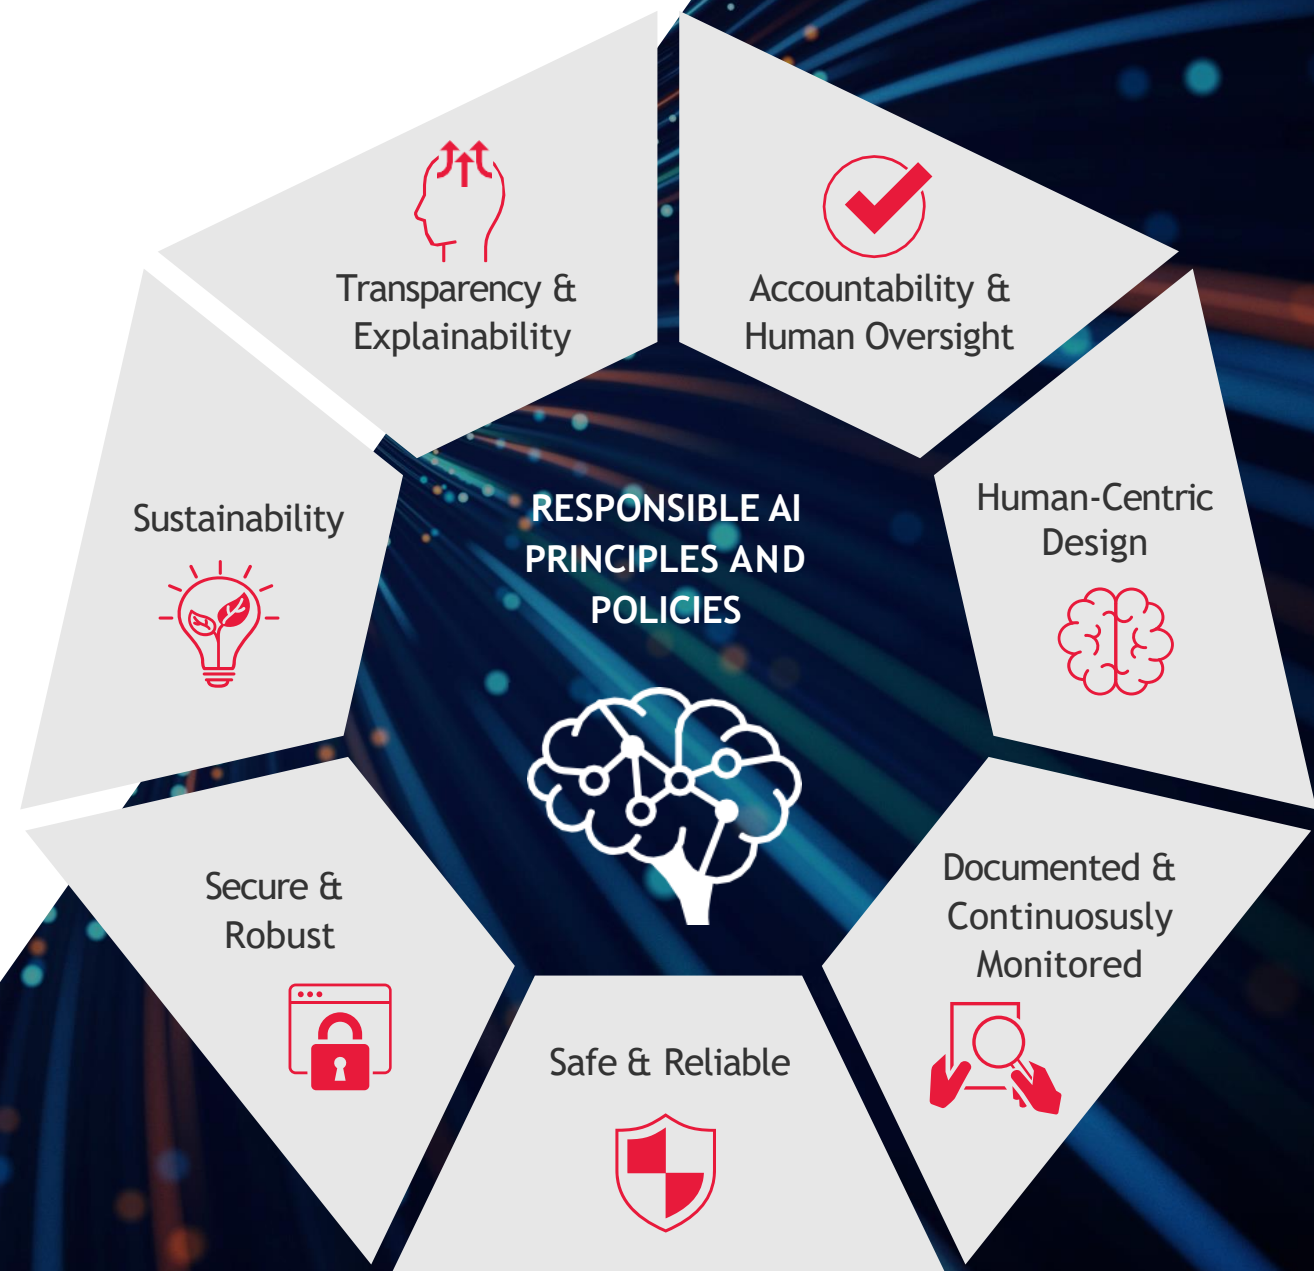 Transparency &
Explainability
Accountability &
Human Oversight
Human-Centric
Design
Documented &
Continuosusly
Monitored
Safe & Reliable
Secure &
Robust
Sustainability
RESPONSIBLE AI
PRINCIPLES AND
POLICIES